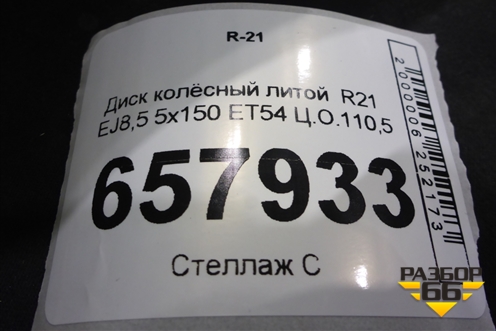 R-21
Диск колёсный литой R21
EJ8,5 5x150 ET54 Ц.О.110,5
657933
Стеллаж С
2000006252173
РАЗБОР
66